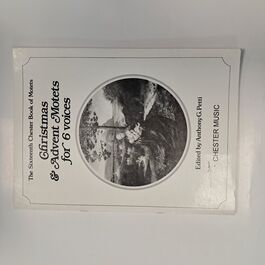 The Sixteenth Chester Book of Motets
Christmas
& Advent Motets
for 6 voices
Edited by Anthony G. Petti
CHESTER MUSIC